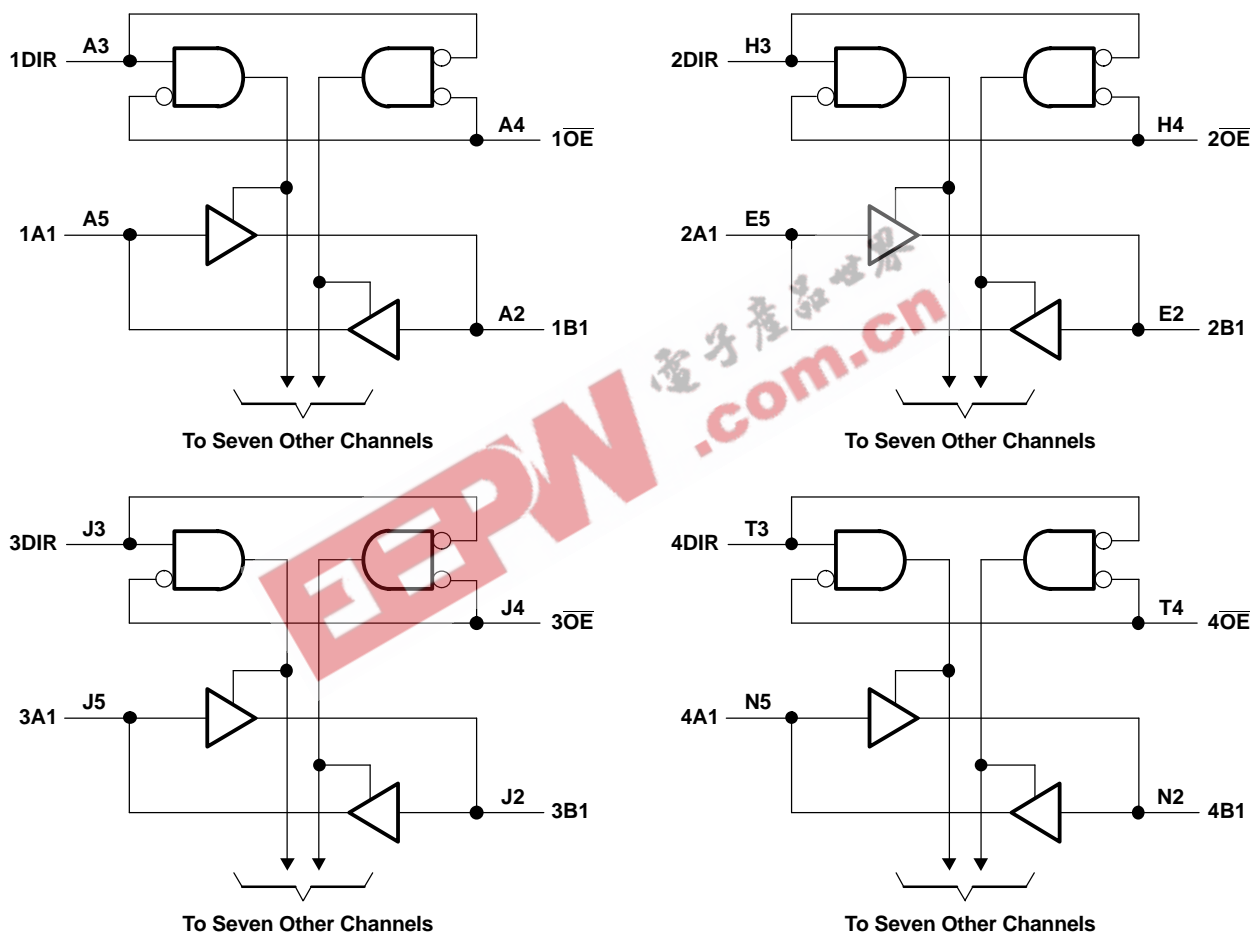 1DIR A3
A4 1OE
1A1 A5
A2 1B1
To Seven Other Channels
2DIR H3
H4 2OE
2A1 E5
E2 2B1
To Seven Other Channels
電子產品世界
.com.cn
EEPW
3DIR J3
J4 3OE
3A1 J5
J2 3B1
To Seven Other Channels
4DIR T3
T4 4OE
4A1 N5
N2 4B1
To Seven Other Channels